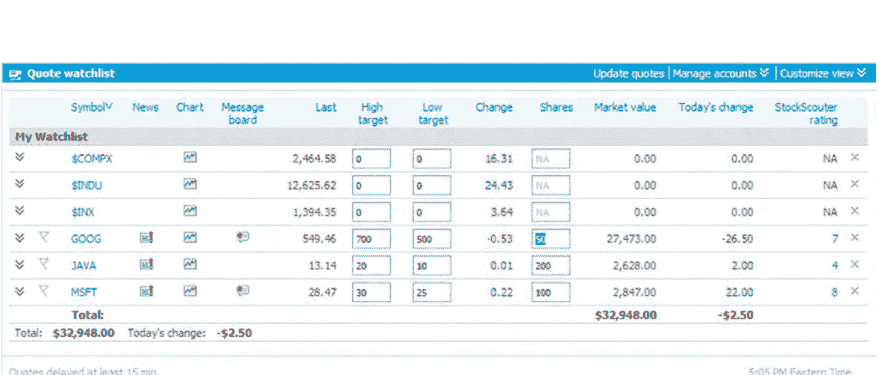 Quote watchlist Update quotes | Manage accounts | Customize view
Symbol News Chart Message board Last High target Low target Change Shares Market value Today's change StockScouter rating
My Watchlist
$COMPX 2,464.58 0 0 16.31 NA 0.00 0.00 NA
$INDU 12,625.62 0 0 24.43 NA 0.00 0.00 NA
$INX 1,394.35 0 0 3.64 NA 0.00 0.00 NA
GOOG 549.46 700 500 -0.53 50 27,473.00 -26.50 7
JAVA 13.14 20 10 0.01 200 2,628.00 2.00 4
MSFT 28.47 30 25 0.22 100 2,847.00 22.00 8
Total: $32,948.00 -$2.50
Total: $32,948.00 Today's change: -$2.50
Quotes delayed at least 15 min 5:05 PM Eastern Time